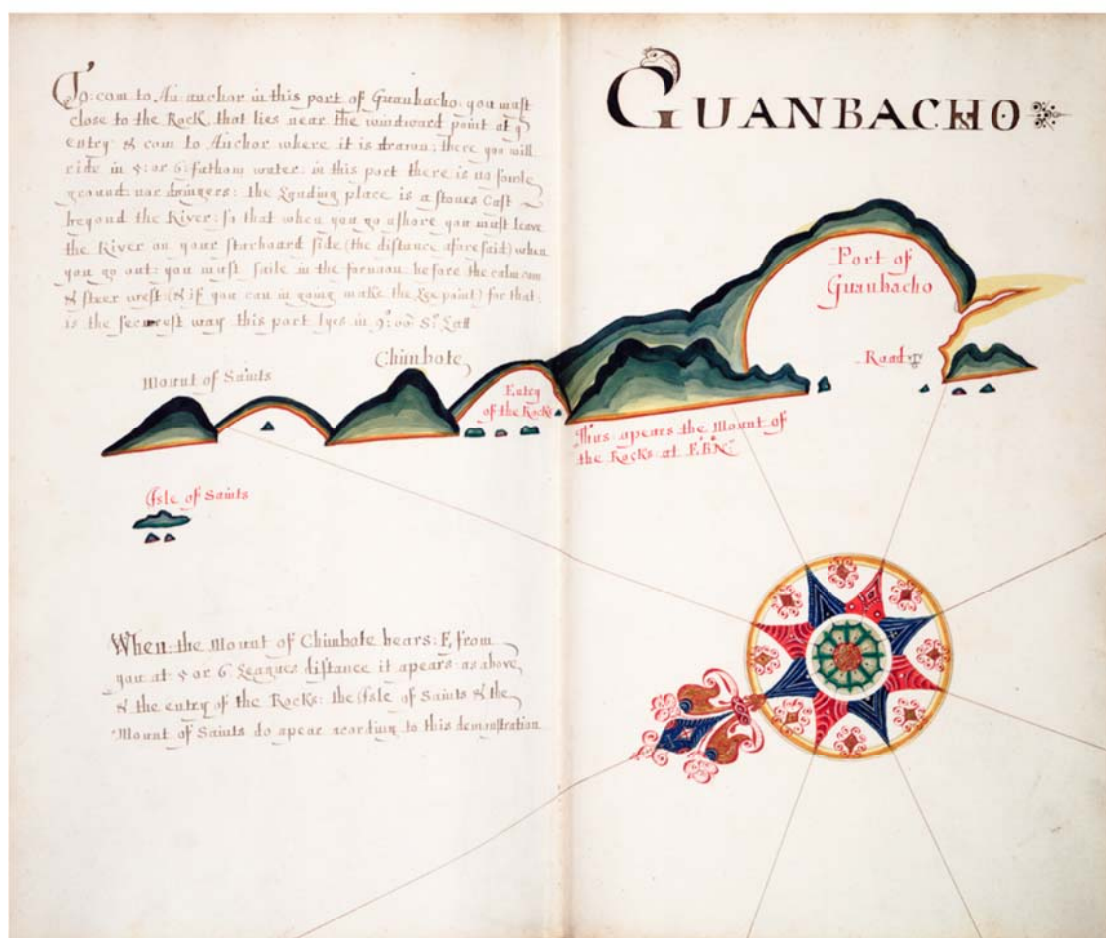 To: com to An anchor in this port of Guanbacho: you must
close to the Rock that lies near the windward point at yͤ
entry: & com to Anchor where it is drawn; there you will
ride in 5: or 6: fathom water: in this port there is no foule
ground: nor daingers: the Landing place is a stones Cast
beyond the River: so that when you go ashore you must leave
the River on your starboard side (the distance aforesaid) when
you go out: you must saile in the fornoon before the calm com
& steer west (& if you can in going make the Lee point) for that
is the securest way this port lyes in 9°: 00 Sº: Latt
GUANBACHO
Port of
Guanbacho
Road
Chimbote
Mount of Saints
Entry
of the Rocks
Thus apears the Mount of
the Rocks at E.B.N.
Isle of Saints
When the Mount of Chimbote bears: E, from
you at 5 or 6 Leagues distance it apears as above
& the entry of the Rocks: the Isle of Saints & the
Mount of Saints do apear acording to this demonstration